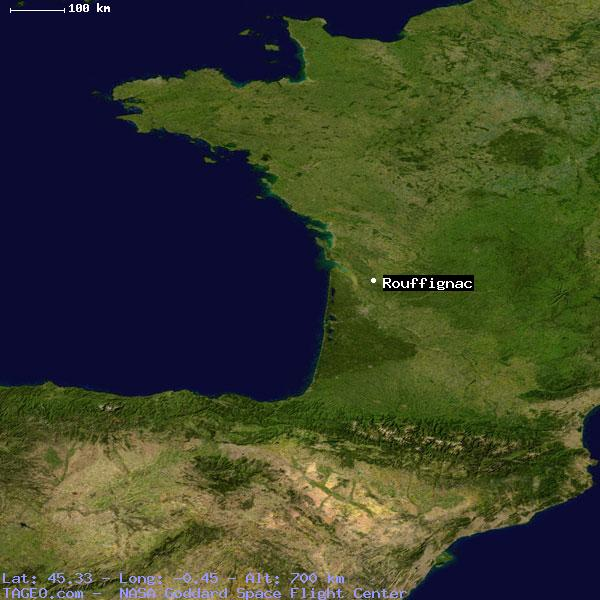 100 km
Rouffignac
Lat: 45.33 - Long: -0.45 - Alt: 700 km
TAGEO.com - NASA Goddard Space Flight Center